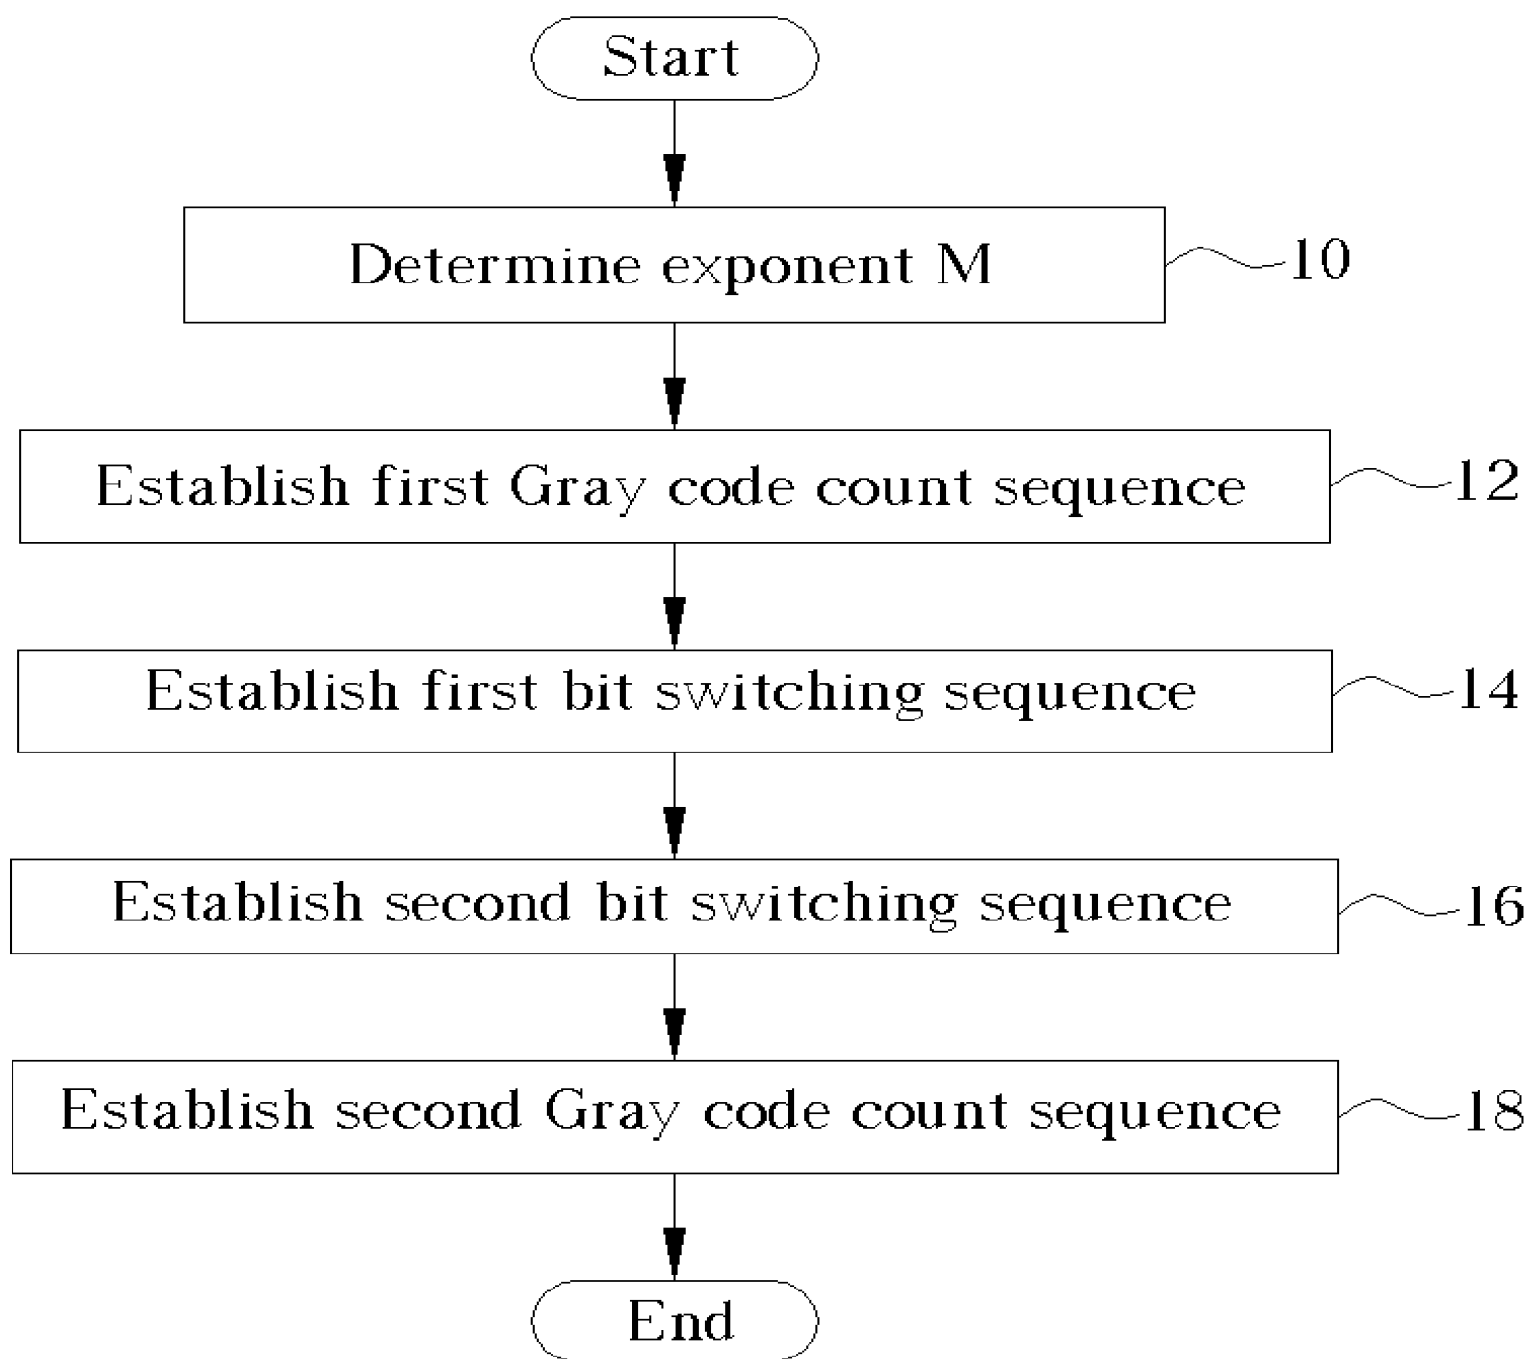 Start
Determine exponent M
10
Establish first Gray code count sequence
12
Establish first bit switching sequence
14
Establish second bit switching sequence
16
Establish second Gray code count sequence
18
End